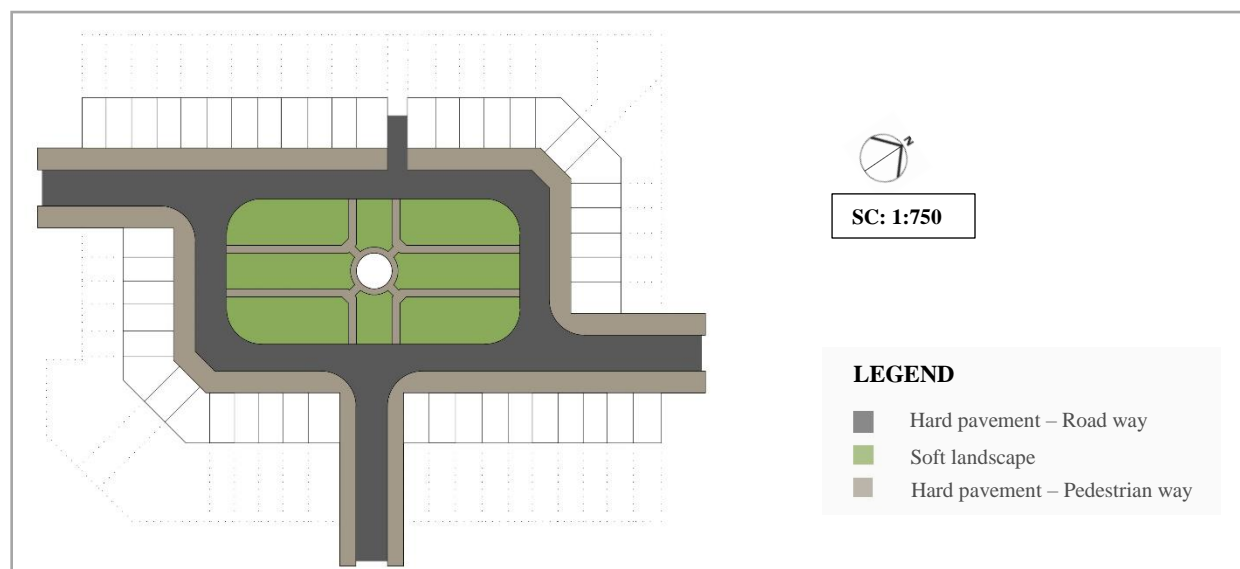 N
SC: 1:750
LEGEND
Hard pavement – Road way
Soft landscape
Hard pavement – Pedestrian way